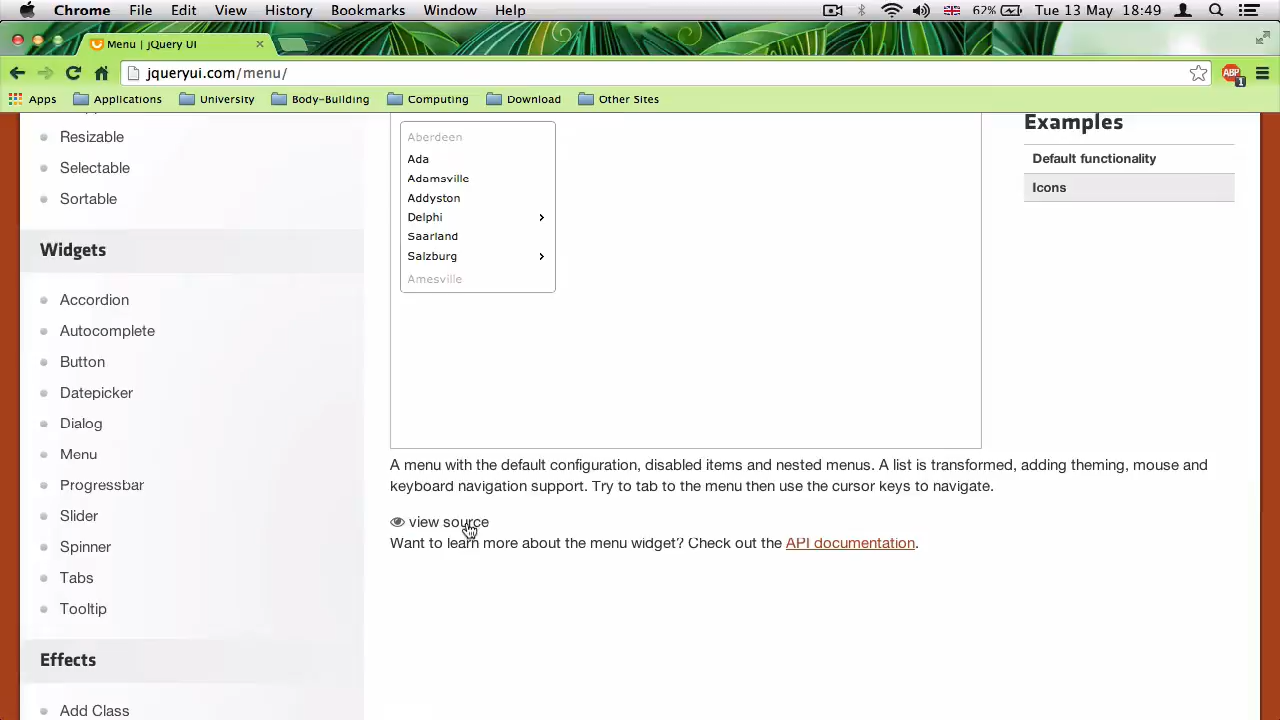 Chrome File Edit View History Bookmarks Window Help 62% Tue 13 May 18:49
Menu | jQuery UI
jqueryui.com/menu/ ABP 1
Apps Applications University Body-Building Computing Download Other Sites
Resizable
Selectable
Sortable
Widgets
Accordion
Autocomplete
Button
Datepicker
Dialog
Menu
Progressbar
Slider
Spinner
Tabs
Tooltip
Effects
Add Class
Aberdeen
Ada
Adamsville
Addyston
Delphi
Saarland
Salzburg
Amesville
A menu with the default configuration, disabled items and nested menus. A list is transformed, adding theming, mouse and
keyboard navigation support. Try to tab to the menu then use the cursor keys to navigate.
view source
Want to learn more about the menu widget? Check out the API documentation.
Examples
Default functionality
Icons